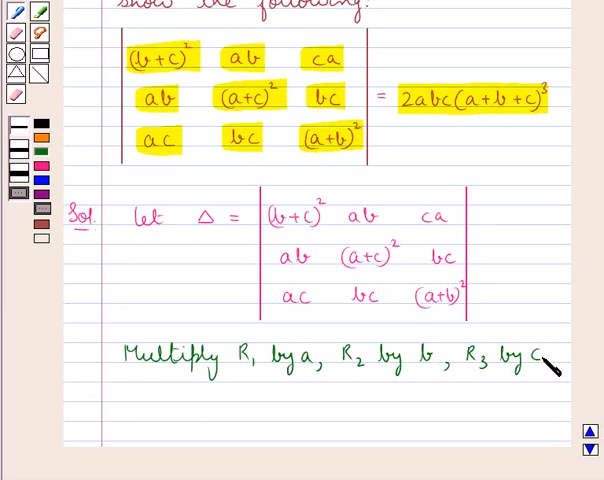 show the following:
(b+c)² ab ca
ab (a+c)² bc = 2abc(a+b+c)³
ac bc (a+b)²
Sol. Let Δ = (b+c)² ab ca
ab (a+c)² bc
ac bc (a+b)²
Multiply R₁ by a, R₂ by b, R₃ by c